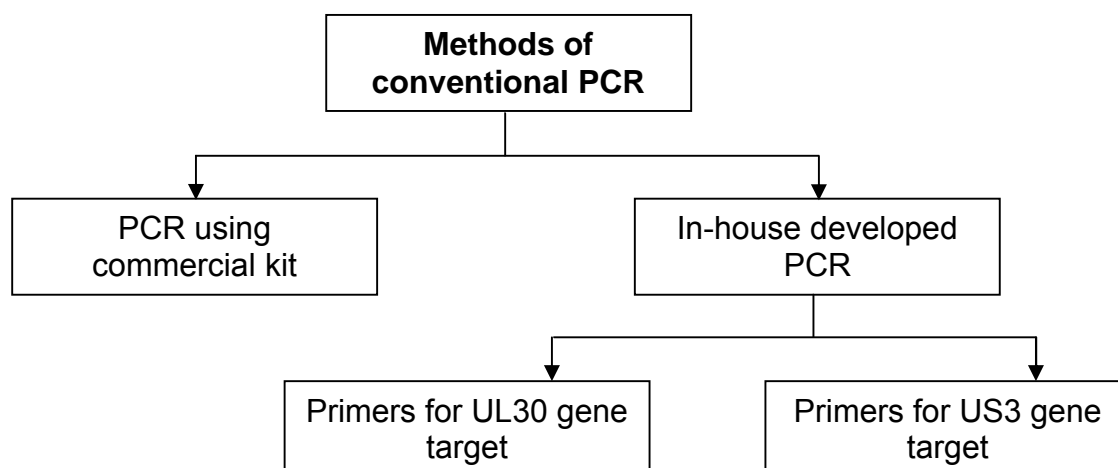 Methods of
conventional PCR
PCR using
commercial kit
In-house developed
PCR
Primers for UL30 gene
target
Primers for US3 gene
target